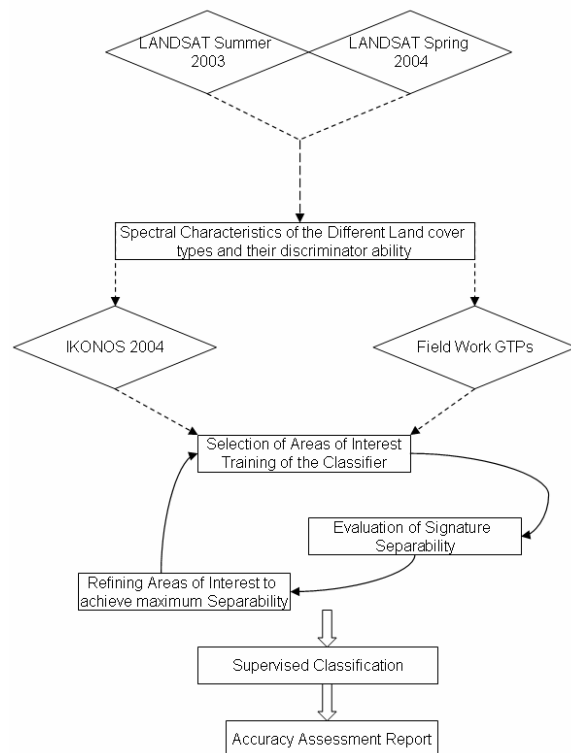 LANDSAT Summer
2003
LANDSAT Spring
2004
Spectral Characteristics of the Different Land cover
types and their discriminator ability
IKONOS 2004
Field Work GTPs
Selection of Areas of Interest
Training of the Classifier
Evaluation of Signature
Separability
Refining Areas of Interest to
achieve maximum Separability
Supervised Classification
Accuracy Assessment Report